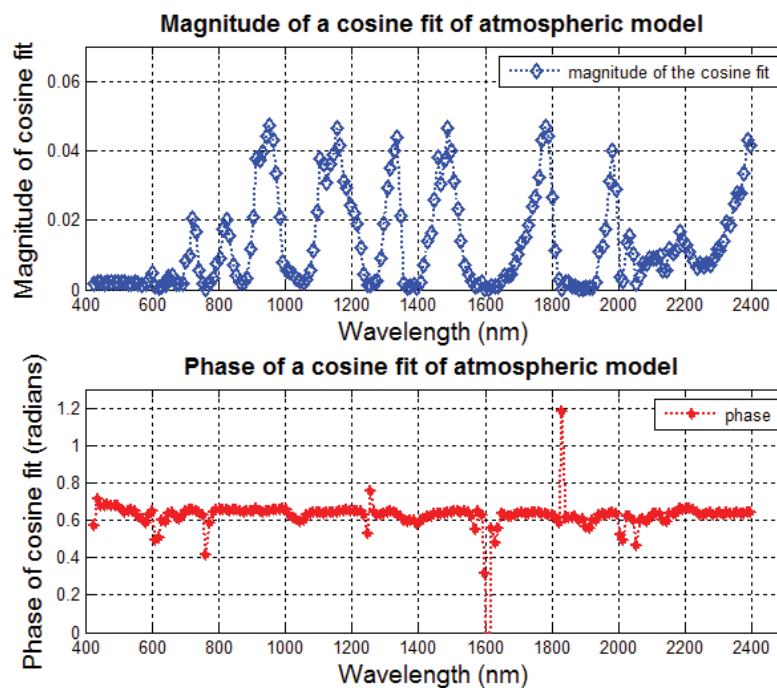 Magnitude of a cosine fit of atmospheric model
Magnitude of cosine fit
0.06
0.04
0.02
0
magnitude of the cosine fit
400 600 800 1000 1200 1400 1600 1800 2000 2200 2400
Wavelength (nm)
Phase of a cosine fit of atmospheric model
Phase of cosine fit (radians)
1.2
1
0.8
0.6
0.4
0.2
0
phase
400 600 800 1000 1200 1400 1600 1800 2000 2200 2400
Wavelength (nm)